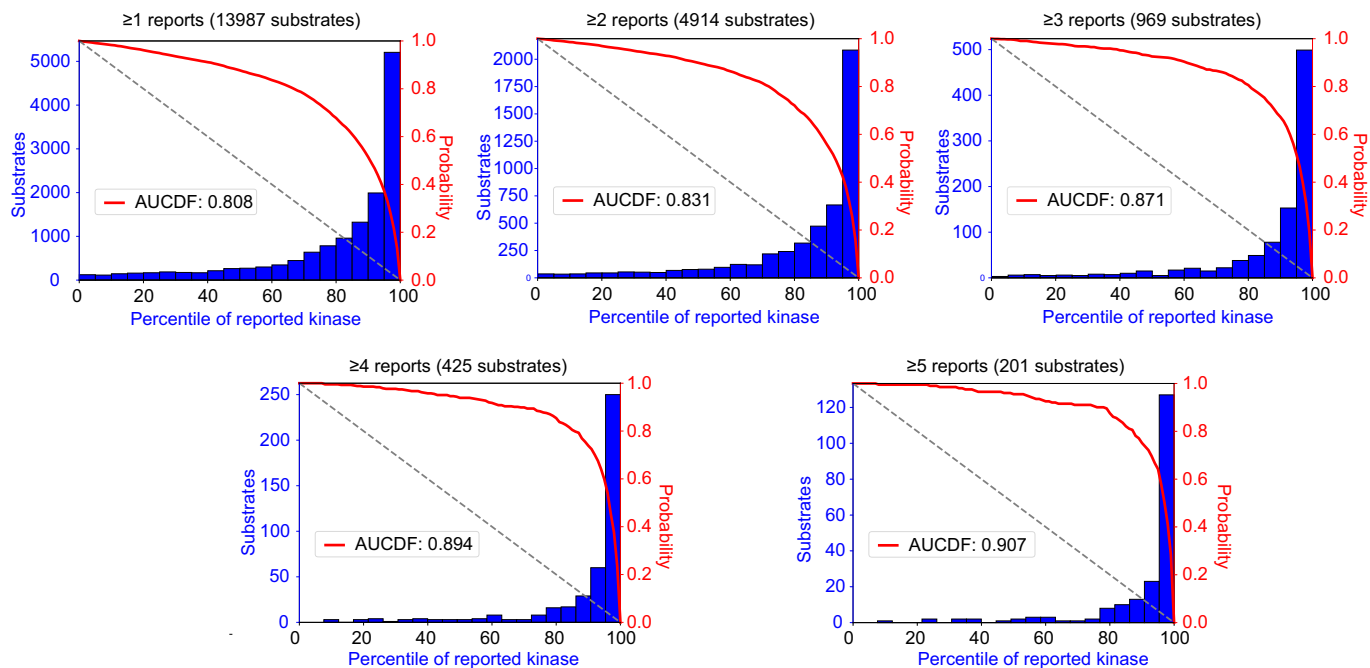 ≥1 reports (13987 substrates)
5000
4000
3000
2000
1000
0
Substrates
1.0
0.8
0.6
0.4
0.2
0.0
Probability
AUCDF: 0.808
0 20 40 60 80 100
Percentile of reported kinase
≥2 reports (4914 substrates)
2000
1750
1500
1250
1000
750
500
250
0
Substrates
1.0
0.8
0.6
0.4
0.2
0.0
Probability
AUCDF: 0.831
0 20 40 60 80 100
Percentile of reported kinase
≥3 reports (969 substrates)
500
400
300
200
100
0
Substrates
1.0
0.8
0.6
0.4
0.2
0.0
Probability
AUCDF: 0.871
0 20 40 60 80 100
Percentile of reported kinase
≥4 reports (425 substrates)
250
200
150
100
50
0
Substrates
1.0
0.8
0.6
0.4
0.2
0.0
Probability
AUCDF: 0.894
0 20 40 60 80 100
Percentile of reported kinase
≥5 reports (201 substrates)
120
100
80
60
40
20
0
Substrates
1.0
0.8
0.6
0.4
0.2
0.0
Probability
AUCDF: 0.907
0 20 40 60 80 100
Percentile of reported kinase
-